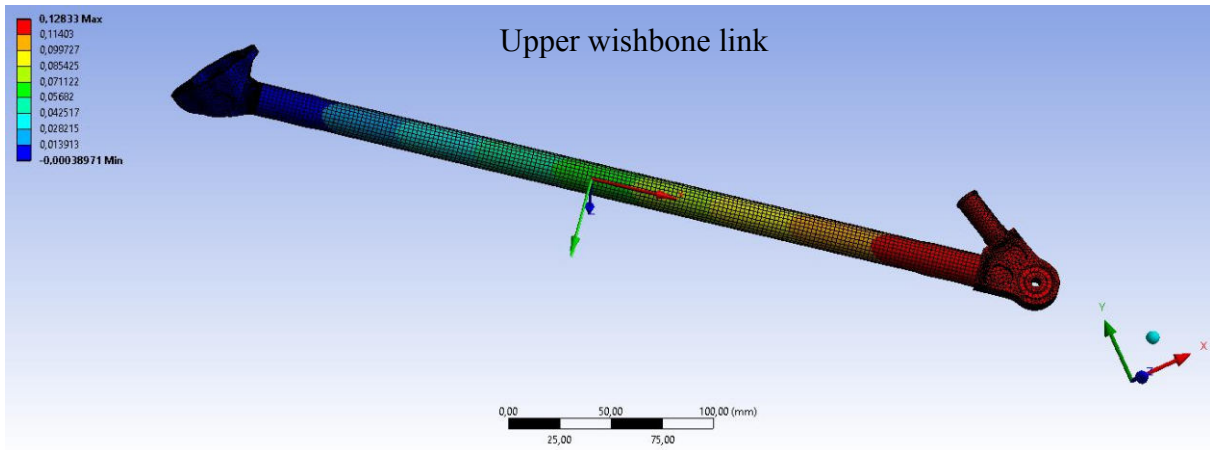 Upper wishbone link
0,12833 Max
0,11403
0,099727
0,085425
0,071122
0,05682
0,042517
0,028215
0,013913
-0,00038971 Min
Y
X
Z
Z
0,00 50,00 100,00 (mm)
25,00 75,00